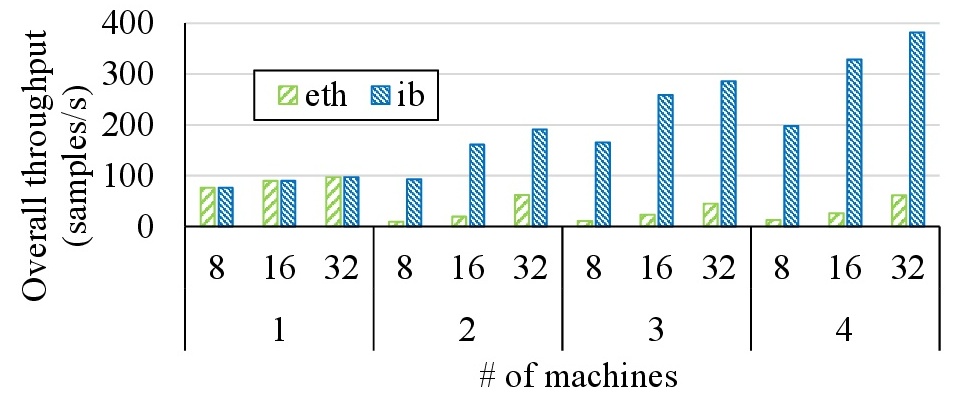 Overall throughput
(samples/s)
400
300
200
100
0
eth ib
8 16 32 8 16 32 8 16 32 8 16 32
1 2 3 4
# of machines